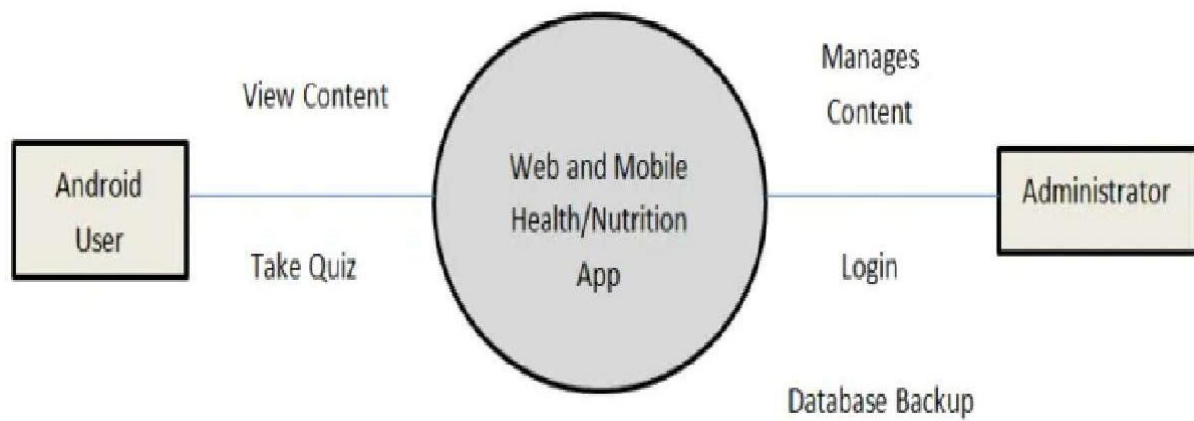 View Content
Android
User
Take Quiz
Web and Mobile
Health/Nutrition
App
Manages
Content
Administrator
Login
Database Backup